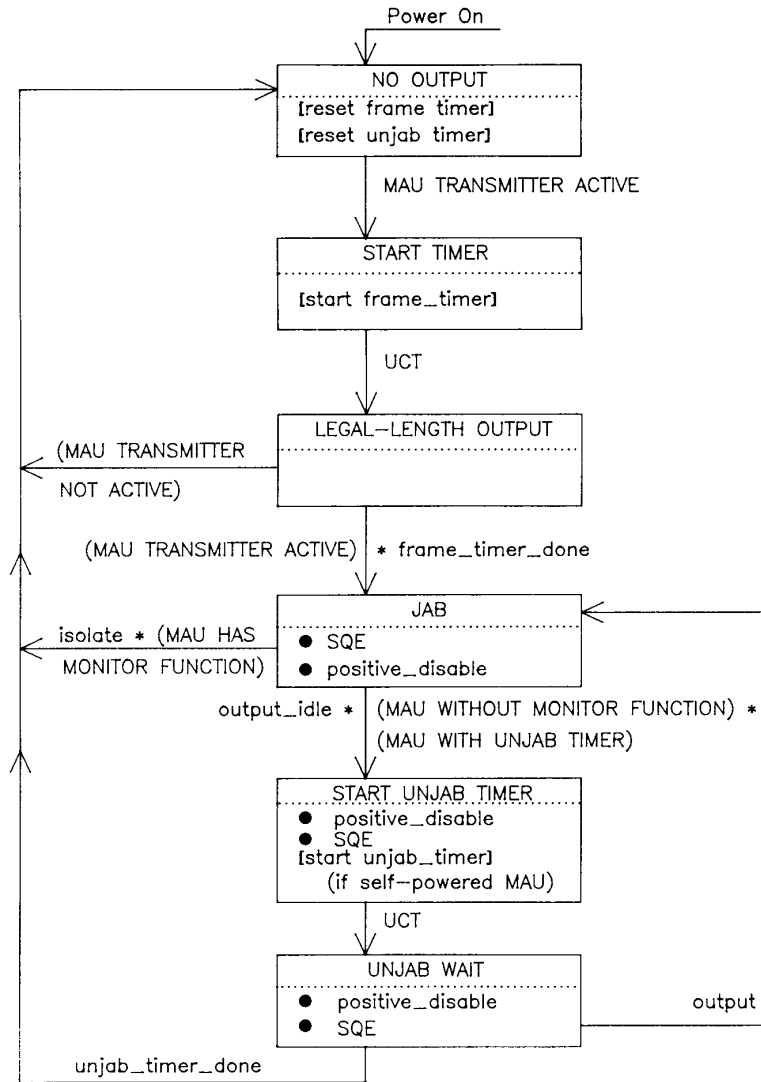 Power On
NO OUTPUT
[reset frame timer]
[reset unjab timer]
MAU TRANSMITTER ACTIVE
START TIMER
[start frame_timer]
UCT
LEGAL-LENGTH OUTPUT
(MAU TRANSMITTER
NOT ACTIVE)
(MAU TRANSMITTER ACTIVE) * frame_timer_done
JAB
● SQE
● positive_disable
isolate * (MAU HAS
MONITOR FUNCTION)
output_idle * (MAU WITHOUT MONITOR FUNCTION) *
(MAU WITH UNJAB TIMER)
START UNJAB TIMER
● positive_disable
● SQE
[start unjab_timer]
(if self-powered MAU)
UCT
UNJAB WAIT
● positive_disable
● SQE
output
unjab_timer_done